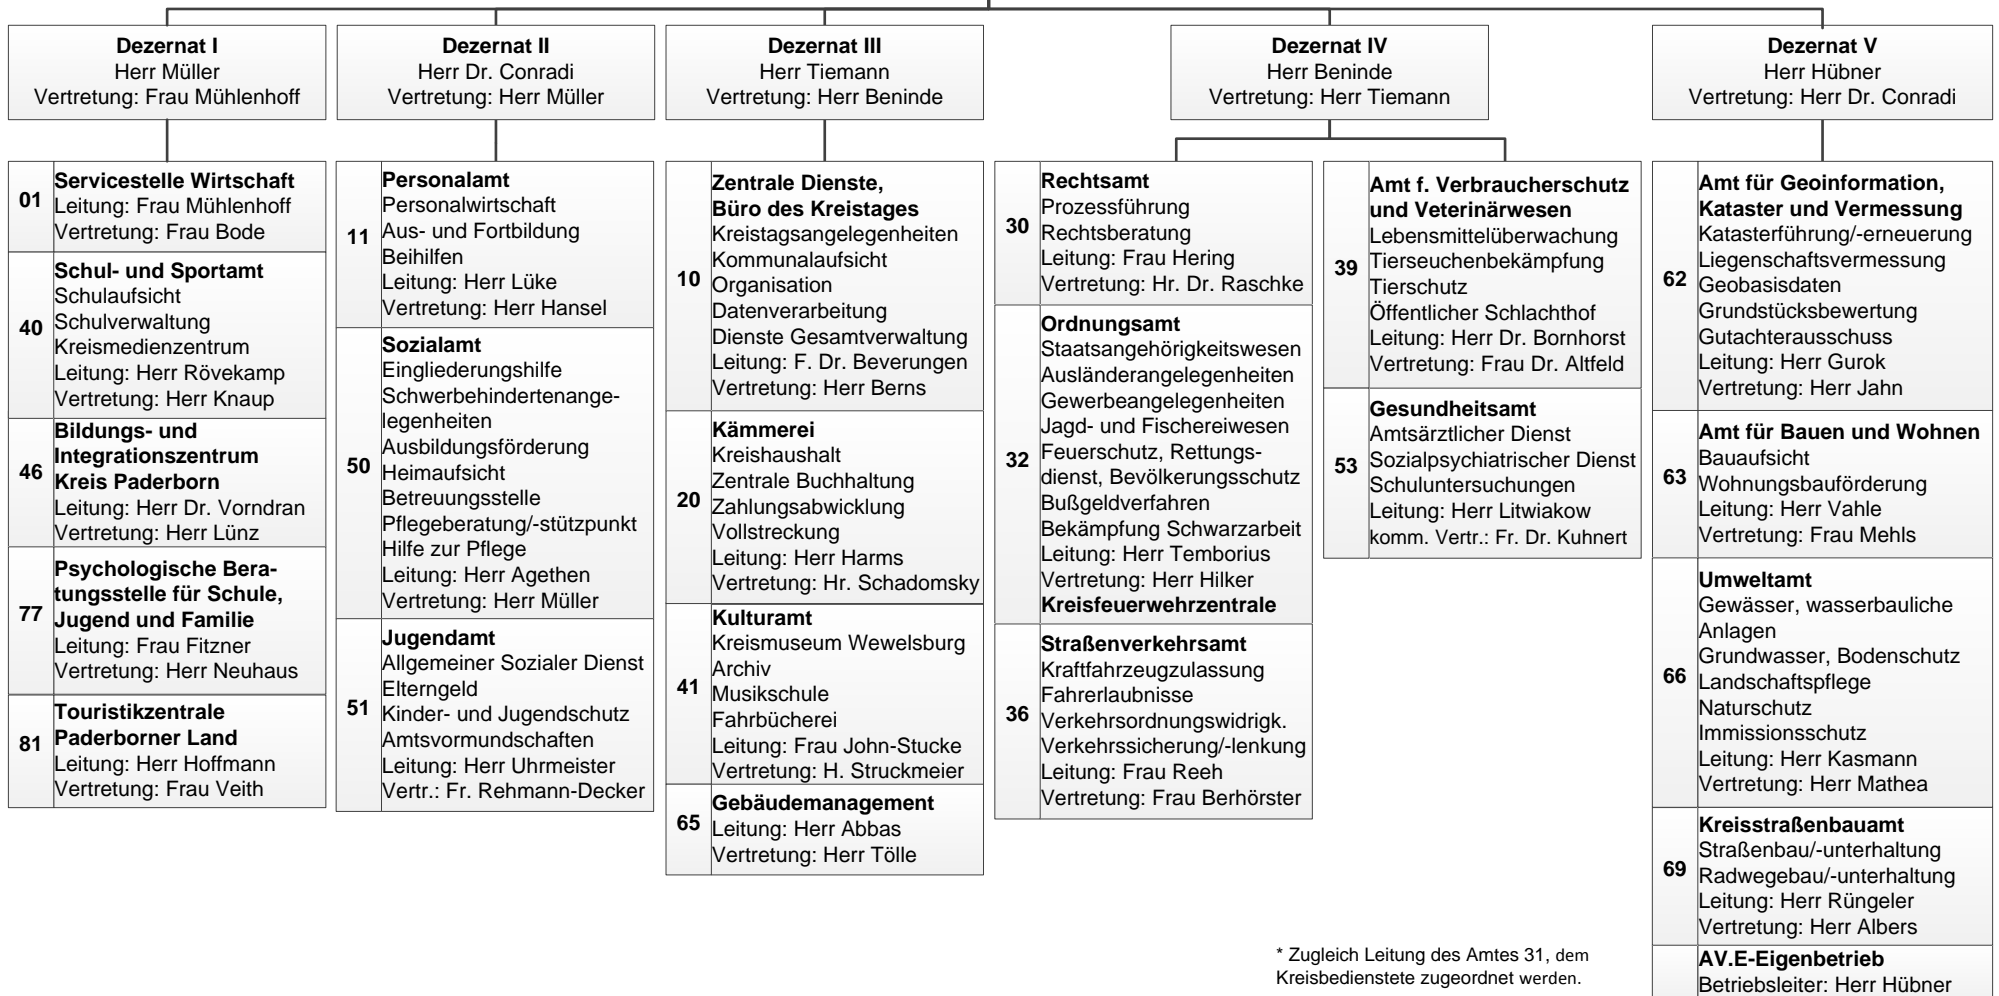 Dezernat I
Herr Müller
Vertretung: Frau Mühlenhoff
Dezernat II
Herr Dr. Conradi
Vertretung: Herr Müller
Dezernat III
Herr Tiemann
Vertretung: Herr Beninde
Dezernat IV
Herr Beninde
Vertretung: Herr Tiemann
Dezernat V
Herr Hübner
Vertretung: Herr Dr. Conradi
01
Servicestelle Wirtschaft
Leitung: Frau Mühlenhoff
Vertretung: Frau Bode
40
Schul- und Sportamt
Schulaufsicht
Schulverwaltung
Kreismedienzentrum
Leitung: Herr Rövekamp
Vertretung: Herr Knaup
46
Bildungs- und
Integrationszentrum
Kreis Paderborn
Leitung: Herr Dr. Vorndran
Vertretung: Herr Lünz
77
Psychologische Bera-
tungsstelle für Schule,
Jugend und Familie
Leitung: Frau Fitzner
Vertretung: Herr Neuhaus
81
Touristikzentrale
Paderborner Land
Leitung: Herr Hoffmann
Vertretung: Frau Veith
11
Personalamt
Personalwirtschaft
Aus- und Fortbildung
Beihilfen
Leitung: Herr Lüke
Vertretung: Herr Hansel
50
Sozialamt
Eingliederungshilfe
Schwerbehindertenange-
legenheiten
Ausbildungsförderung
Heimaufsicht
Betreuungsstelle
Pflegeberatung/-stützpunkt
Hilfe zur Pflege
Leitung: Herr Agethen
Vertretung: Herr Müller
51
Jugendamt
Allgemeiner Sozialer Dienst
Elterngeld
Kinder- und Jugendschutz
Amtsvormundschaften
Leitung: Herr Uhrmeister
Vertr.: Fr. Rehmann-Decker
10
Zentrale Dienste,
Büro des Kreistages
Kreistagsangelegenheiten
Kommunalaufsicht
Organisation
Datenverarbeitung
Dienste Gesamtverwaltung
Leitung: F. Dr. Beverungen
Vertretung: Herr Berns
20
Kämmerei
Kreishaushalt
Zentrale Buchhaltung
Zahlungsabwicklung
Vollstreckung
Leitung: Herr Harms
Vertretung: Hr. Schadomsky
41
Kulturamt
Kreismuseum Wewelsburg
Archiv
Musikschule
Fahrbücherei
Leitung: Frau John-Stucke
Vertretung: H. Struckmeier
65
Gebäudemanagement
Leitung: Herr Abbas
Vertretung: Herr Tölle
30
Rechtsamt
Prozessführung
Rechtsberatung
Leitung: Frau Hering
Vertretung: Hr. Dr. Raschke
32
Ordnungsamt
Staatsangehörigkeitswesen
Ausländerangelegenheiten
Gewerbeangelegenheiten
Jagd- und Fischereiwesen
Feuerschutz, Rettungs-
dienst, Bevölkerungsschutz
Bußgeldverfahren
Bekämpfung Schwarzarbeit
Leitung: Herr Temborius
Vertretung: Herr Hilker
Kreisfeuerwehrzentrale
36
Straßenverkehrsamt
Kraftfahrzeugzulassung
Fahrerlaubnisse
Verkehrsordnungswidrigk.
Verkehrssicherung/-lenkung
Leitung: Frau Reeh
Vertretung: Frau Berhörster
39
Amt f. Verbraucherschutz
und Veterinärwesen
Lebensmittelüberwachung
Tierseuchenbekämpfung
Tierschutz
Öffentlicher Schlachthof
Leitung: Herr Dr. Bornhorst
Vertretung: Frau Dr. Altfeld
53
Gesundheitsamt
Amtsärztlicher Dienst
Sozialpsychiatrischer Dienst
Schuluntersuchungen
Leitung: Herr Litwiakow
komm. Vertr.: Fr. Dr. Kuhnert
62
Amt für Geoinformation,
Kataster und Vermessung
Katasterführung/-erneuerung
Liegenschaftsvermessung
Geobasisdaten
Grundstücksbewertung
Gutachterausschuss
Leitung: Herr Gurok
Vertretung: Herr Jahn
63
Amt für Bauen und Wohnen
Bauaufsicht
Wohnungsbauförderung
Leitung: Herr Vahle
Vertretung: Frau Mehls
66
Umweltamt
Gewässer, wasserbauliche
Anlagen
Grundwasser, Bodenschutz
Landschaftspflege
Naturschutz
Immissionsschutz
Leitung: Herr Kasmann
Vertretung: Herr Mathea
69
Kreisstraßenbauamt
Straßenbau/-unterhaltung
Radwegebau/-unterhaltung
Leitung: Herr Rüngeler
Vertretung: Herr Albers
AV.E-Eigenbetrieb
Betriebsleiter: Herr Hübner
* Zugleich Leitung des Amtes 31, dem
Kreisbedienstete zugeordnet werden.